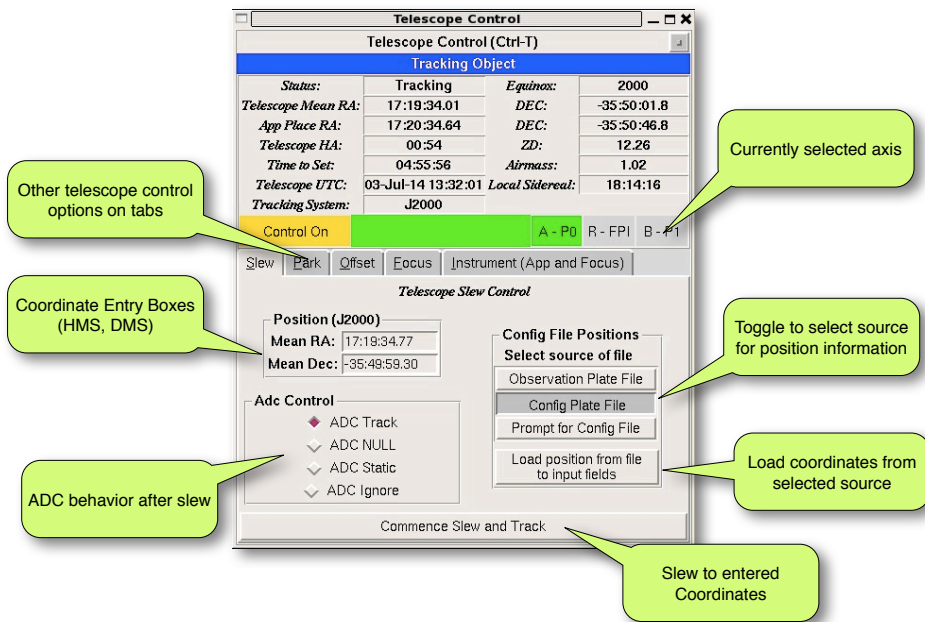 Telescope Control
Telescope Control (Ctrl-T)
Tracking Object
Status: Tracking Equinox: 2000
Telescope Mean RA: 17:19:34.01 DEC: -35:50:01.8
App Place RA: 17:20:34.64 DEC: -35:50:46.8
Telescope HA: 00:54 ZD: 12.26
Time to Set: 04:55:56 Airmass: 1.02
Telescope UTC: 03-Jul-14 13:32:01 Local Sidereal: 18:14:16
Tracking System: J2000
Control On A - P0 R - FPI B - P1
Slew Park Offset Focus Instrument (App and Focus)
Telescope Slew Control
Position (J2000)
Mean RA: 17:19:34.77
Mean Dec: -35:49:59.30
Adc Control
ADC Track
ADC NULL
ADC Static
ADC Ignore
Config File Positions
Select source of file
Observation Plate File
Config Plate File
Prompt for Config File
Load position from file
to input fields
Commence Slew and Track
Other telescope control
options on tabs
Coordinate Entry Boxes
(HMS, DMS)
ADC behavior after slew
Currently selected axis
Toggle to select source
for position information
Load coordinates from
selected source
Slew to entered
Coordinates